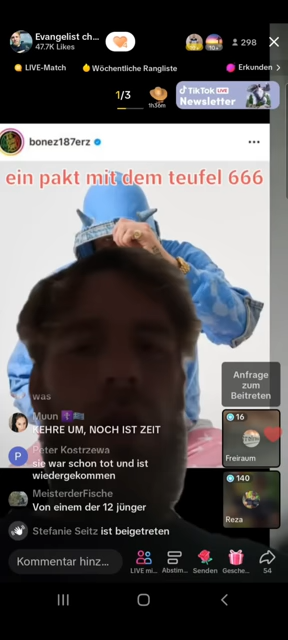 Evangelist ch...
47.7K Likes
298
LIVE-Match
Wöchentliche Rangliste
Erkunden
1/3
1h36m
TikTok LIVE
Newsletter
bonez187erz
ein pakt mit dem teufel 666
was
Anfrage
zum
Beitreten
Muun
KEHRE UM, NOCH IST ZEIT
16
Freiraum
P
Peter Kostrzewa
sie war schon tot und ist
wiedergekommen
MeisterderFische
Von einem der 12 jünger
140
Reza
Stefanie Seitz ist beigetreten
Kommentar hinz...
LIVE mi...
Abstim...
Senden
Gesche...
54